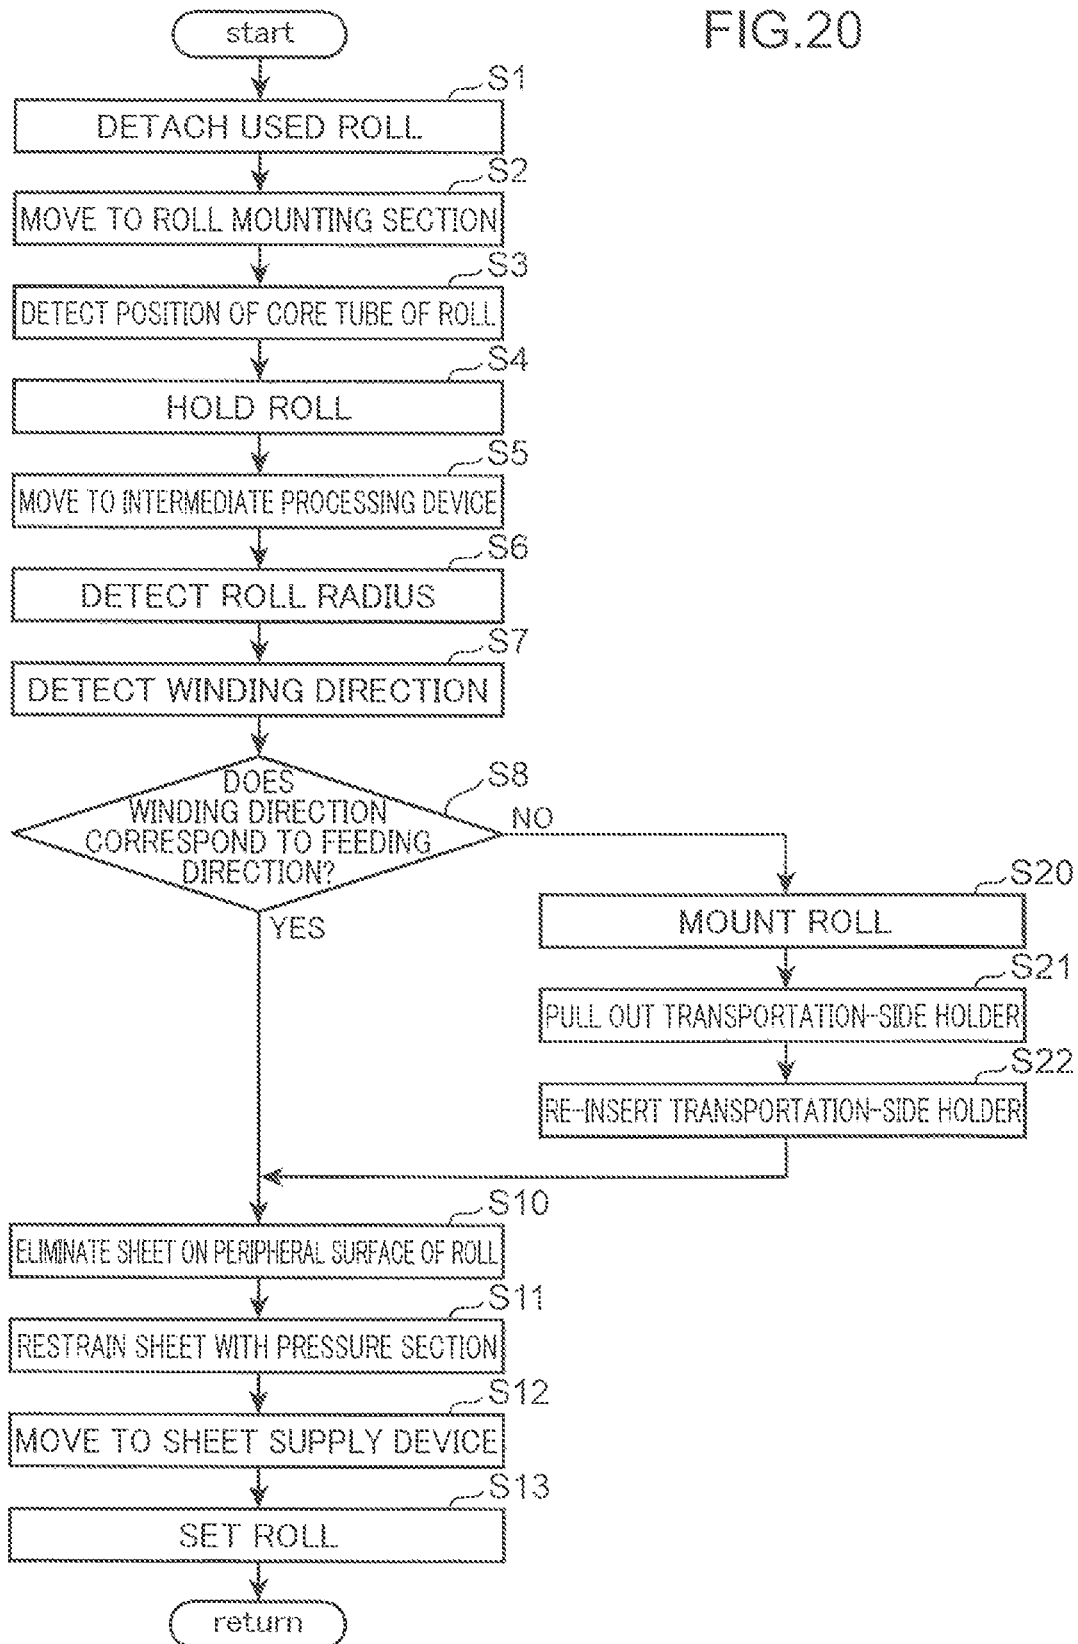 FIG.20
start
S1
DETACH USED ROLL
S2
MOVE TO ROLL MOUNTING SECTION
S3
DETECT POSITION OF CORE TUBE OF ROLL
S4
HOLD ROLL
S5
MOVE TO INTERMEDIATE PROCESSING DEVICE
S6
DETECT ROLL RADIUS
S7
DETECT WINDING DIRECTION
S8
DOES
WINDING DIRECTION
CORRESPOND TO FEEDING
DIRECTION?
NO
YES
S20
MOUNT ROLL
S21
PULL OUT TRANSPORTATION-SIDE HOLDER
S22
RE-INSERT TRANSPORTATION-SIDE HOLDER
S10
ELIMINATE SHEET ON PERIPHERAL SURFACE OF ROLL
S11
RESTRAIN SHEET WITH PRESSURE SECTION
S12
MOVE TO SHEET SUPPLY DEVICE
S13
SET ROLL
return